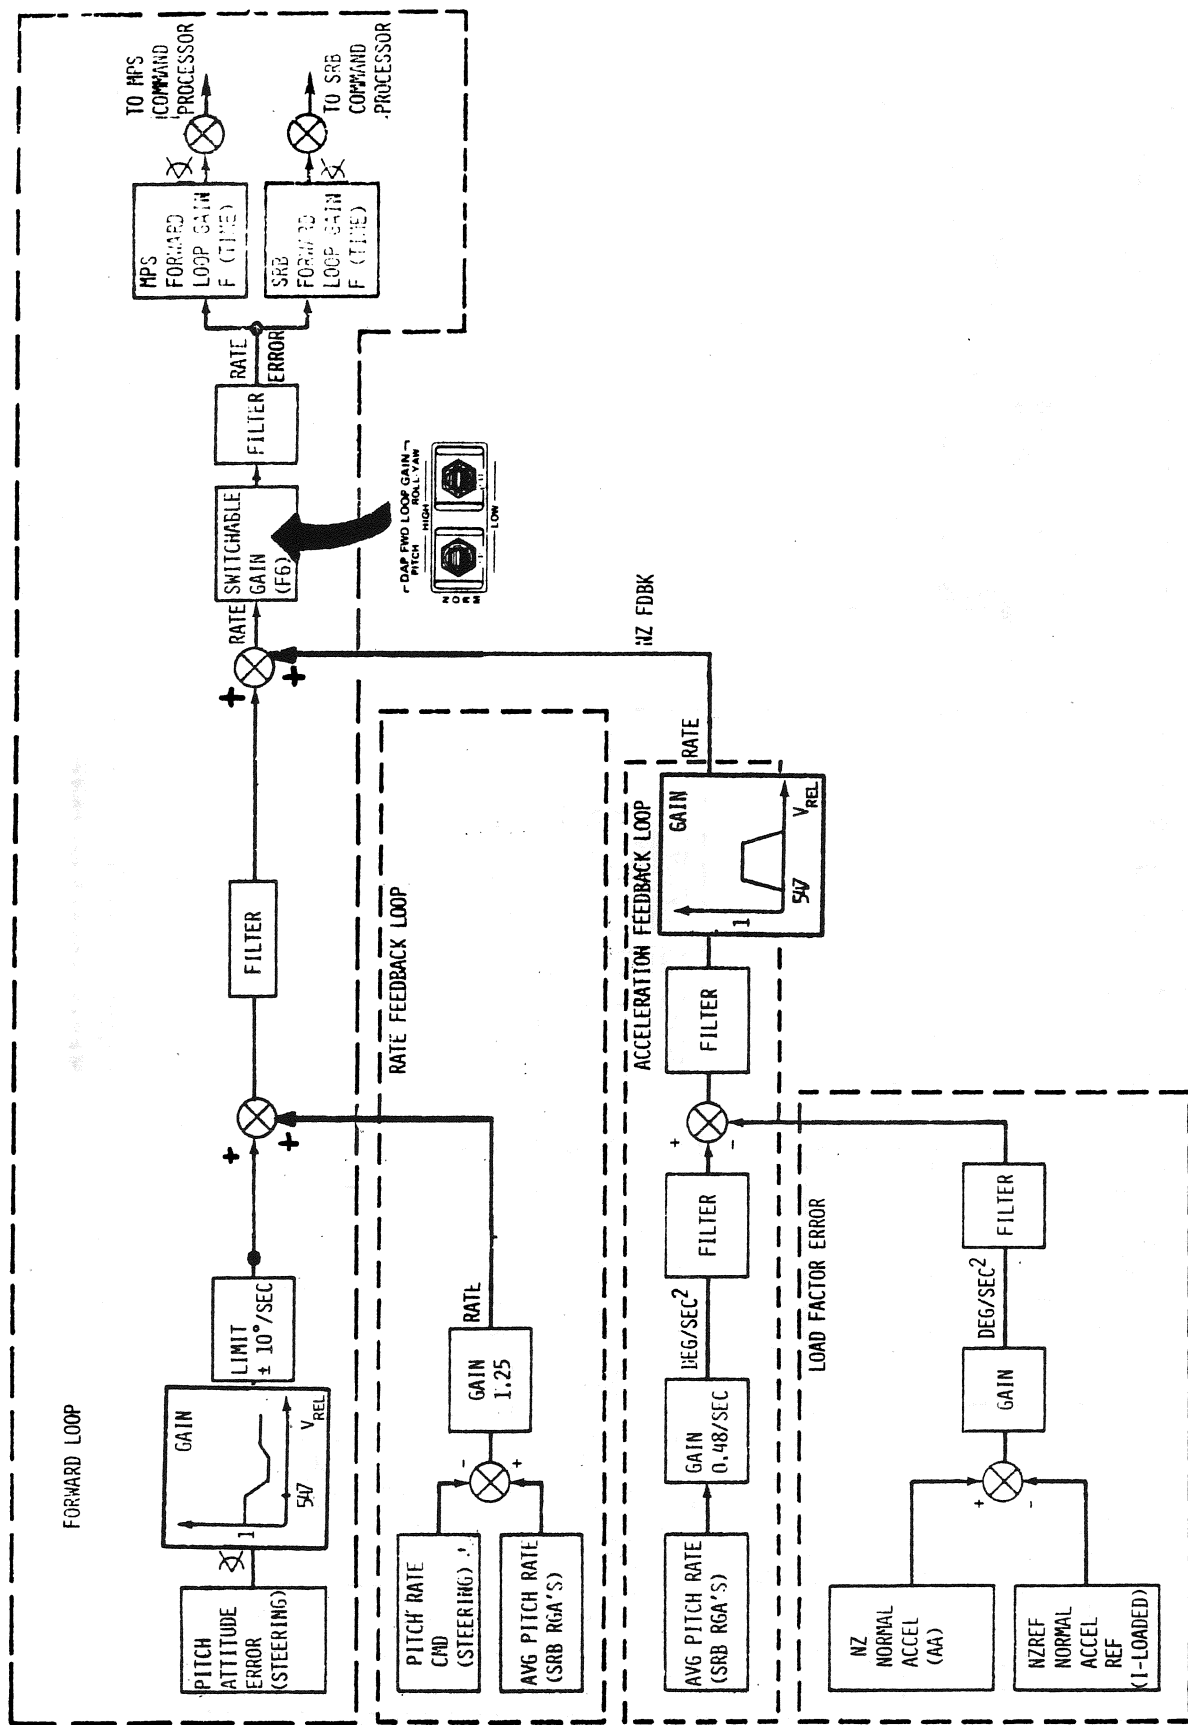 FORWARD LOOP
PITCH
ATTITUDE
ERROR
(STEERING)
GAIN
1
547
VREL
LIMIT
± 10°/SEC
+
+
FILTER
+
+
RATE
SWITCHABLE
GAIN
(F6)
FILTER
RATE
ERROR
MPS
FORWARD
LOOP GAIN
F (TIME)
SRB
FORWARD
LOOP GAIN
F (TIME)
TO MPS
COMMAND
PROCESSOR
TO SRB
COMMAND
PROCESSOR
DAP FWD LOOP GAIN
PITCH
ROLL-YAW
HIGH
NORM
LOW
RATE FEEDBACK LOOP
PITCH RATE
CMD
(STEERING)
AVG PITCH RATE
(SRB RGA'S)
-
+
GAIN
1.25
RATE
ACCELERATION FEEDBACK LOOP
AVG PITCH RATE
(SRB RGA'S)
GAIN
0.48/SEC
DEG/SEC²
FILTER
+
-
FILTER
GAIN
1
547
VREL
RATE
NZ FDBK
LOAD FACTOR ERROR
NZ
NORMAL
ACCEL
(AA)
NZREF
NORMAL
ACCEL
REF
(I-LOADED)
+
-
GAIN
DEG/SEC²
FILTER